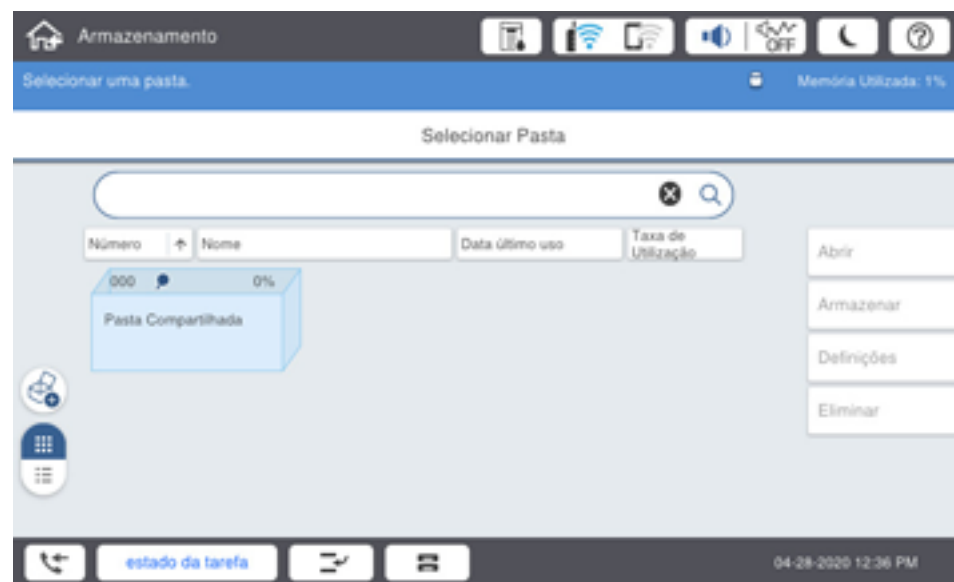 Armazenamento
OFF
Selecionar uma pasta.
Memória Utilizada: 1%
Selecionar Pasta
Número
Nome
Data último uso
Taxa de
Utilização
000
0%
Pasta Compartilhada
Abrir
Armazenar
Definições
Eliminar
estado da tarefa
04-28-2020 12:36 PM